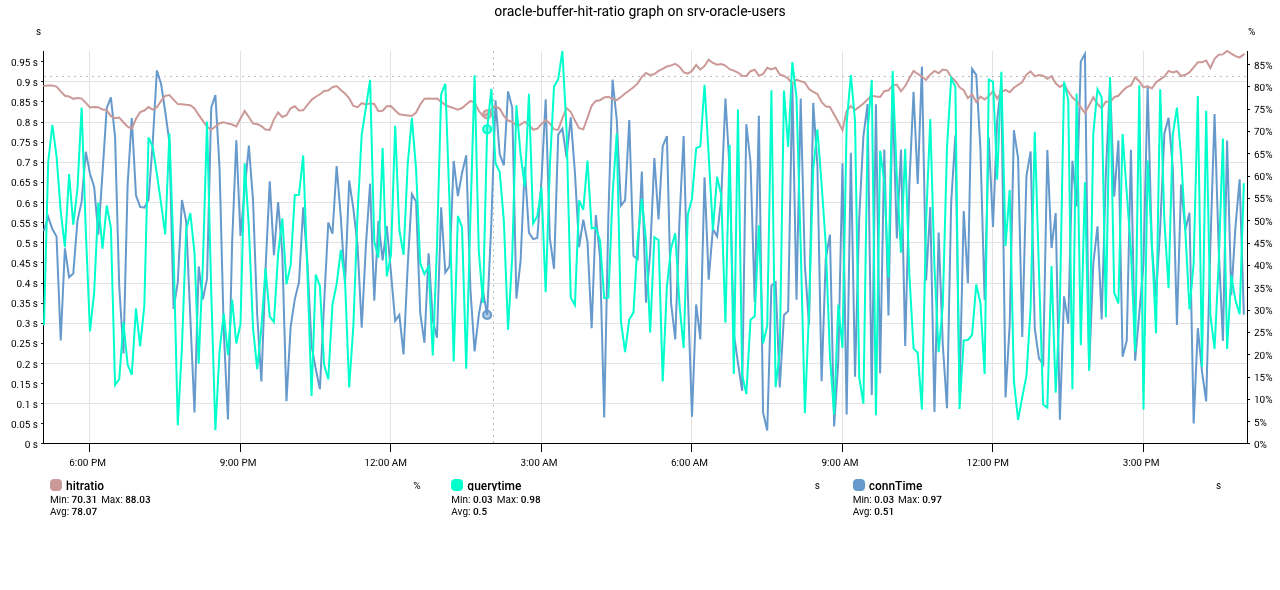 oracle-buffer-hit-ratio graph on srv-oracle-users
s %
0.95 s 85%
0.9 s 80%
0.85 s 75%
0.8 s 70%
0.75 s 65%
0.7 s 60%
0.65 s 55%
0.6 s 50%
0.55 s 45%
0.5 s 40%
0.45 s 35%
0.4 s 30%
0.35 s 25%
0.3 s 20%
0.25 s 15%
0.2 s 10%
0.15 s 5%
0.1 s 0%
0.05 s
0 s
6:00 PM 9:00 PM 12:00 AM 3:00 AM 6:00 AM 9:00 AM 12:00 PM 3:00 PM
hitratio % querytime s connTime s
Min: 70.31 Max: 88.03 Min: 0.03 Max: 0.98 Min: 0.03 Max: 0.97
Avg: 78.07 Avg: 0.5 Avg: 0.51